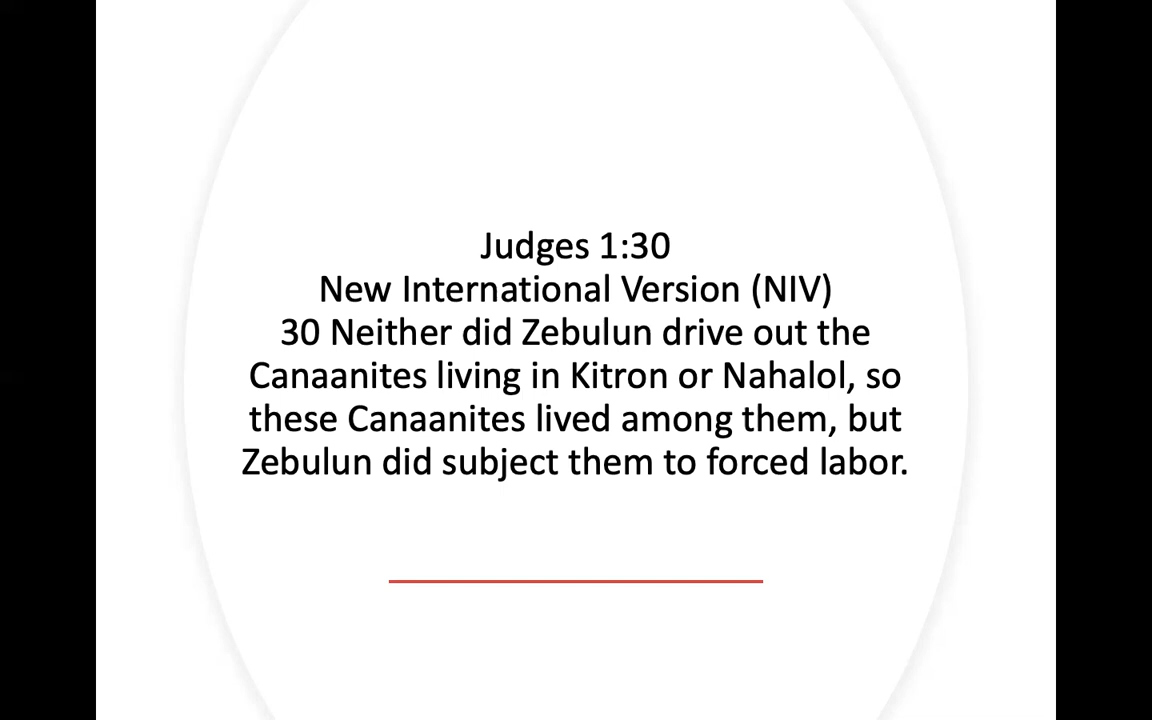 Judges 1:30
New International Version (NIV)
30 Neither did Zebulun drive out the
Canaanites living in Kitron or Nahalol, so
these Canaanites lived among them, but
Zebulun did subject them to forced labor.